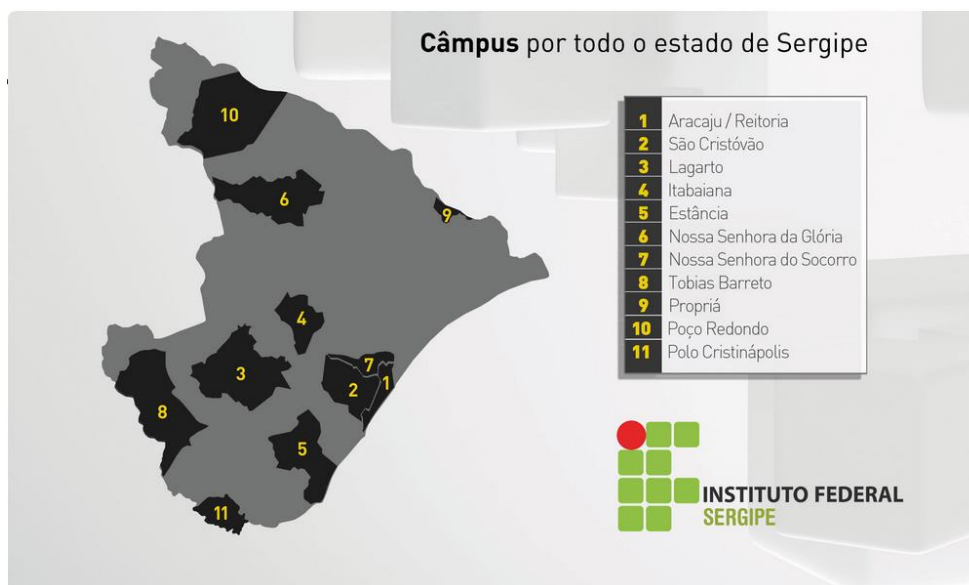 Câmpus por todo o estado de Sergipe
1 Aracaju / Reitoria
2 São Cristóvão
3 Lagarto
4 Itabaiana
5 Estância
6 Nossa Senhora da Glória
7 Nossa Senhora do Socorro
8 Tobias Barreto
9 Propriá
10 Poço Redondo
11 Polo Cristinápolis
10
6
9
4
7
3
2
1
8
5
11
INSTITUTO FEDERAL
SERGIPE